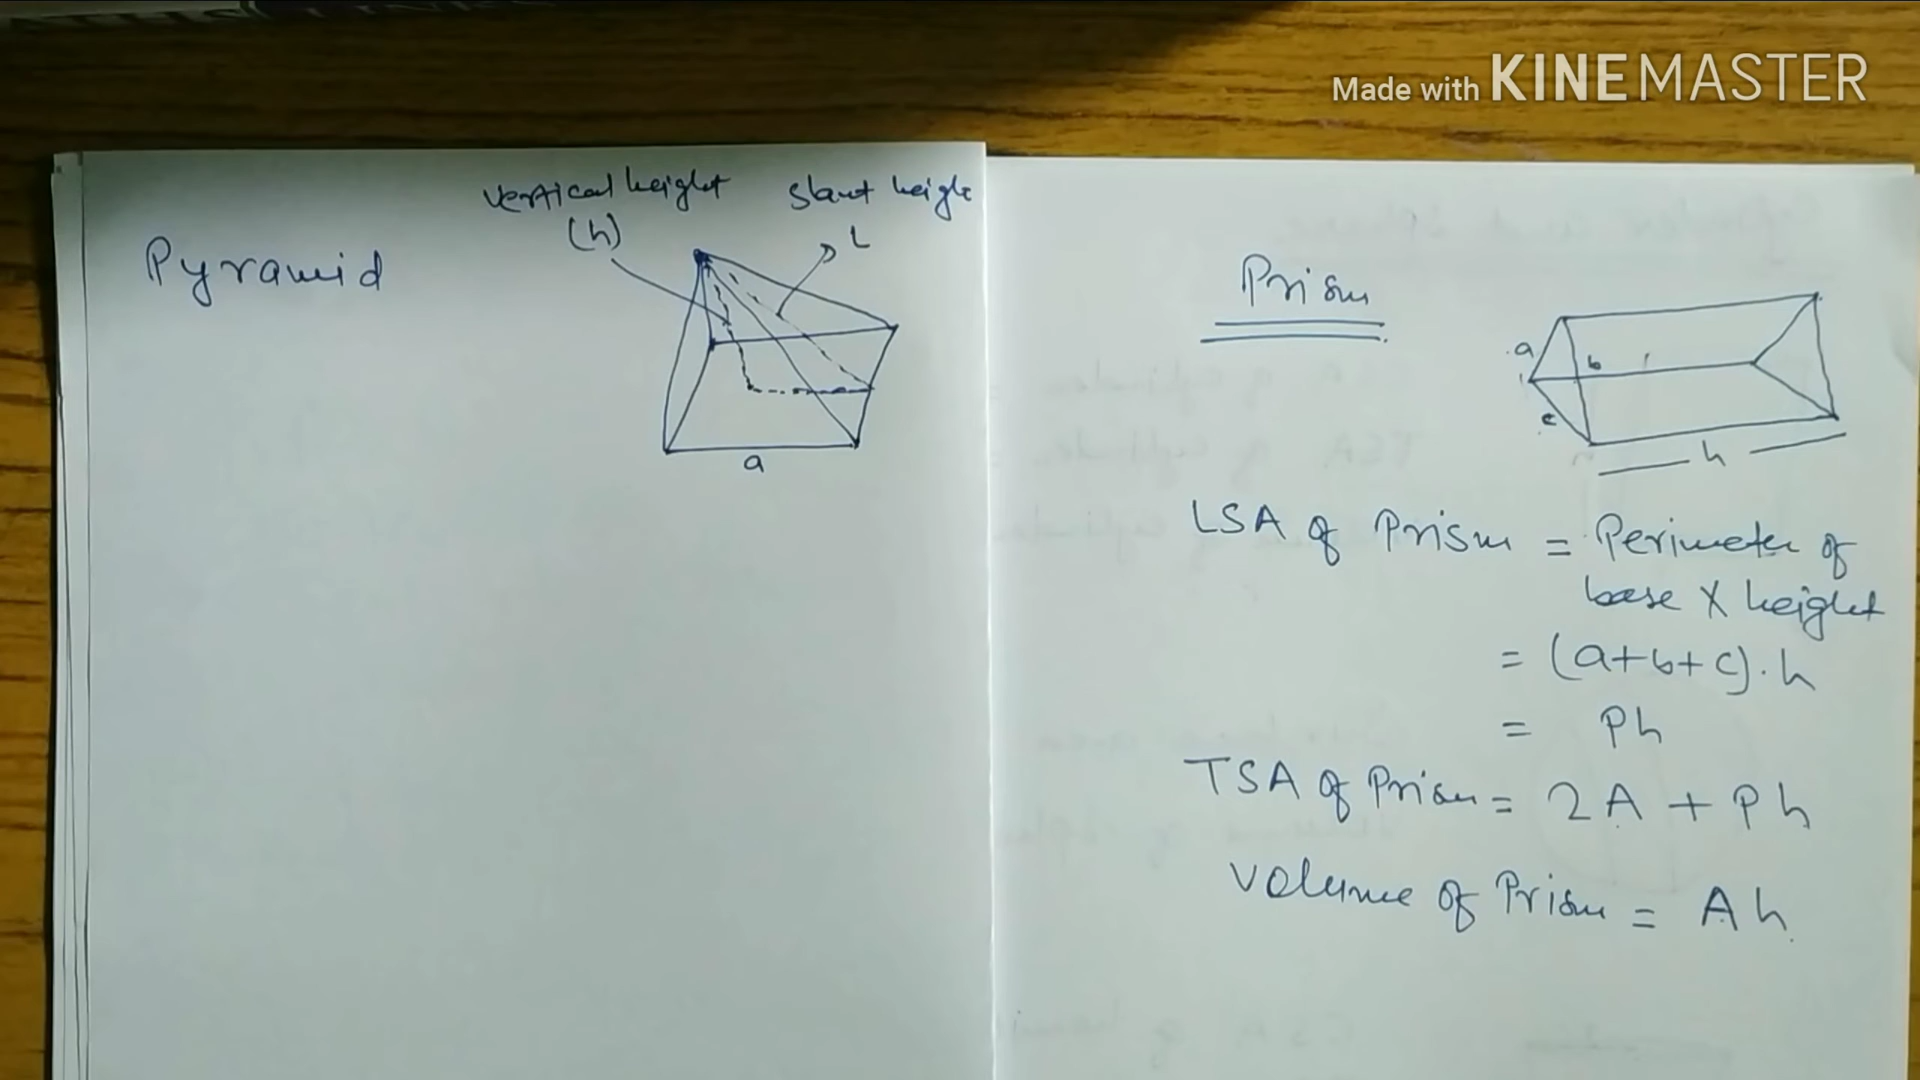 Made with KINEMASTER
vertical height slant height
(h) L
Pyramid
a
Prism
a
b
c
h
LSA of Prism = Perimeter of
base X height
= (a+b+c).h
= Ph
TSA of Prism = 2A + Ph
Volume of Prism = Ah